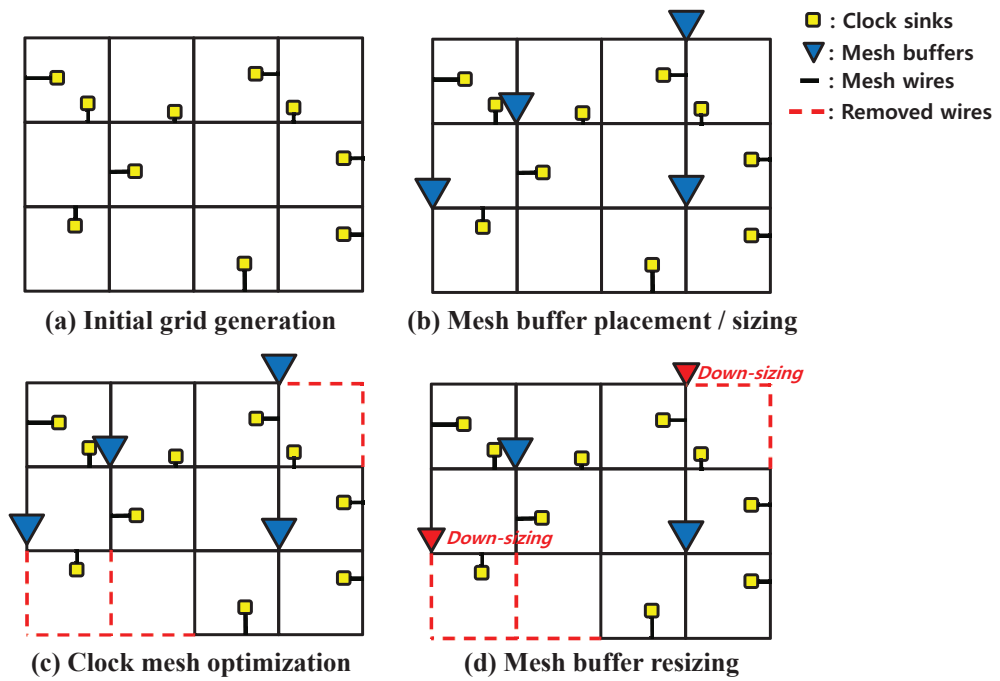 : Clock sinks
: Mesh buffers
: Mesh wires
: Removed wires
(a) Initial grid generation
(b) Mesh buffer placement / sizing
Down-sizing
Down-sizing
(c) Clock mesh optimization
(d) Mesh buffer resizing